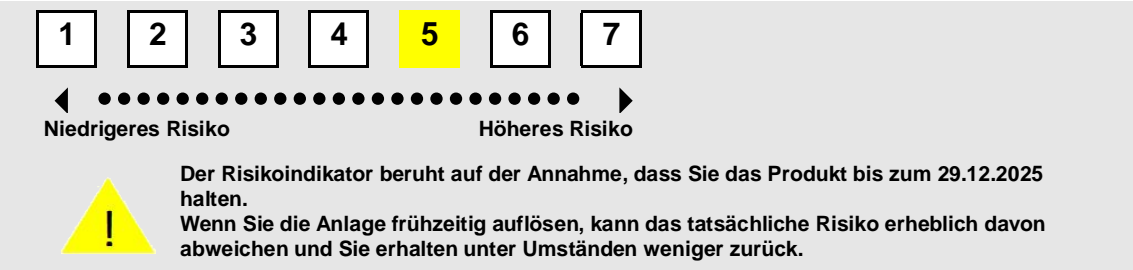 1 2 3 4 5 6 7
Niedrigeres Risiko Höheres Risiko
Der Risikoindikator beruht auf der Annahme, dass Sie das Produkt bis zum 29.12.2025
halten.
Wenn Sie die Anlage frühzeitig auflösen, kann das tatsächliche Risiko erheblich davon
abweichen und Sie erhalten unter Umständen weniger zurück.
!